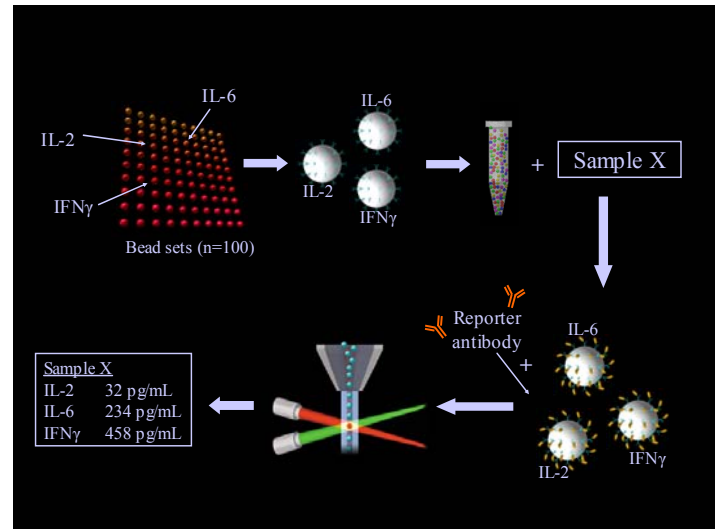 IL-6
IL-2
IFNγ
Bead sets (n=100)
IL-6
IL-2
IFNγ
+
Sample X
Reporter
antibody
+
IL-6
IFNγ
IL-2
Sample X
IL-2 32 pg/mL
IL-6 234 pg/mL
IFNγ 458 pg/mL